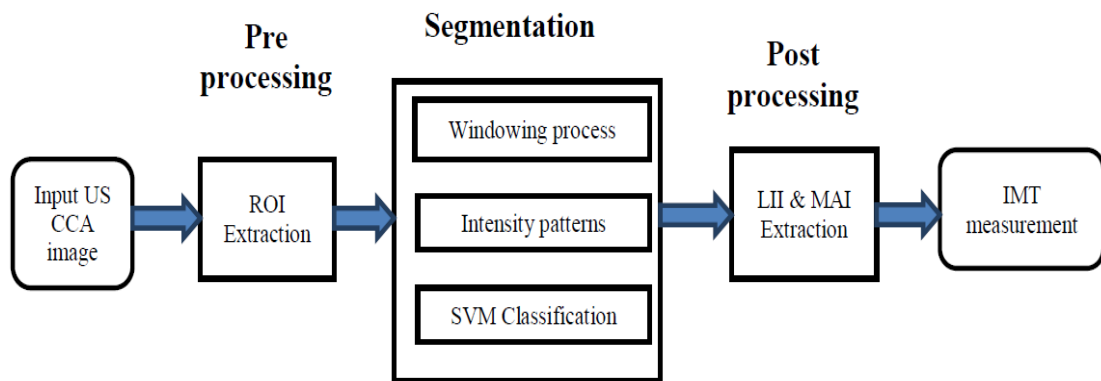 Pre
processing
Segmentation
Post
processing
Input US
CCA
image
ROI
Extraction
Windowing process
Intensity patterns
SVM Classification
LII & MAI
Extraction
IMT
measurement